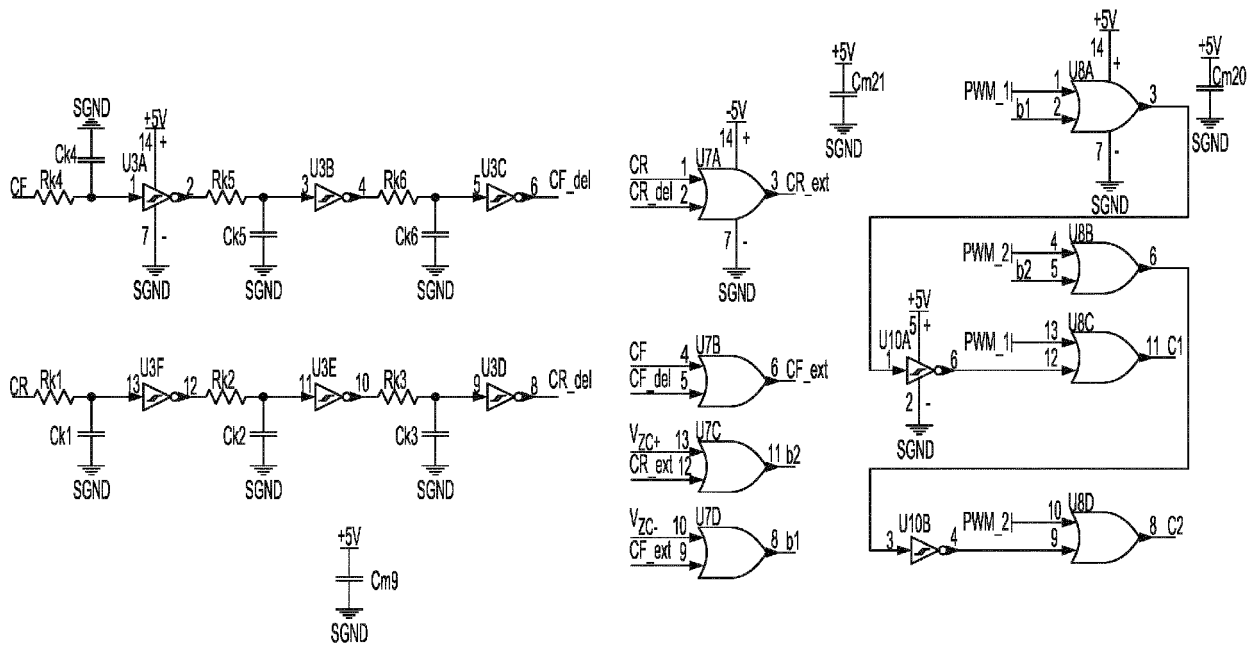 SGND
Ck4
CF
Rk4
1
U3A
+5V
14
+
2
7
-
SGND
Rk5
Ck5
SGND
3
U3B
4
Rk6
Ck6
SGND
5
U3C
6
CF_del
CR
Rk1
Ck1
SGND
13
U3F
12
Rk2
Ck2
SGND
11
U3E
10
Rk3
Ck3
SGND
9
U3D
8
CR_del
+5V
Cm9
SGND
-5V
14
+
U7A
CR
1
CR_del
2
3
CR_ext
7
-
SGND
+5V
Cm21
SGND
U7B
CF
4
CF_del
5
6
CF_ext
U7C
VZC+
13
CR_ext
12
11
b2
U7D
VZC-
10
CF_ext
9
8
b1
+5V
14
+
U8A
PWM_1
1
b1
2
3
7
-
SGND
+5V
Cm20
SGND
U8B
PWM_2
4
b2
5
6
+5V
5
+
U10A
1
6
2
-
SGND
U8C
PWM_1
13
12
11
C1
U10B
3
4
U8D
PWM_2
10
9
8
C2